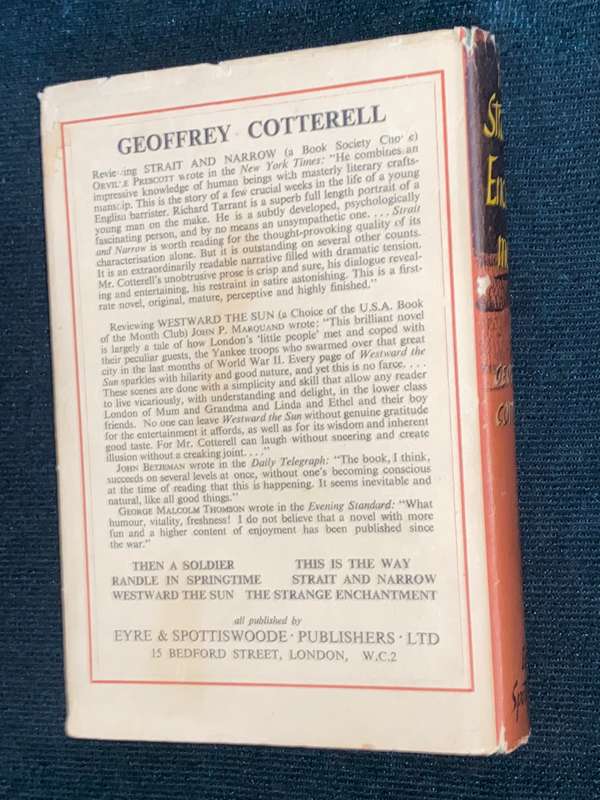 GEOFFREY COTTERELL
Reviewing STRAIT AND NARROW (a Book Society Choice)
ORVILLE PRESCOTT wrote in the New York Times: "He combines an
impressive knowledge of human beings with masterly literary crafts-
manship. This is the story of a few crucial weeks in the life of a young
English barrister. Richard Tarrant is a superb full length portrait of a
young man on the make. He is a subtly developed, psychologically
fascinating person, and by no means an unsympathetic one. . . . Strait
and Narrow is worth reading for the thought-provoking quality of its
characterisation alone. But it is outstanding on several other counts.
It is an extraordinarily readable narrative filled with dramatic tension.
Mr. Cotterell's unobtrusive prose is crisp and sure, his dialogue reveal-
ing and entertaining, his restraint in satire astonishing. This is a first-
rate novel, original, mature, perceptive and highly finished."
Reviewing WESTWARD THE SUN (a Choice of the U.S.A. Book
of the Month Club) JOHN P. MARQUAND wrote: "This brilliant novel
is largely a tale of how London's 'little people' met and coped with
their peculiar guests, the Yankee troops who swarmed over that great
city in the last months of World War II. Every page of Westward the
Sun sparkles with hilarity and good nature, and yet this is no farce. . . .
These scenes are done with a simplicity and skill that allow any reader
to live vicariously, with understanding and delight, in the lower class
London of Mum and Grandma and Linda and Ethel and their boy
friends. No one can leave Westward the Sun without genuine gratitude
for the entertainment it affords, as well as for its wisdom and inherent
good taste. For Mr. Cotterell can laugh without sneering and create
illusion without a creaking joint. . . ."
JOHN BETJEMAN wrote in the Daily Telegraph: "The book, I think,
succeeds on several levels at once, without one's becoming conscious
at the time of reading that this is happening. It seems inevitable and
natural, like all good things."
GEORGE MALCOLM THOMSON wrote in the Evening Standard: "What
humour, vitality, freshness! I do not believe that a novel with more
fun and a higher content of enjoyment has been published since
the war."
THEN A SOLDIER THIS IS THE WAY
RANDLE IN SPRINGTIME STRAIT AND NARROW
WESTWARD THE SUN THE STRANGE ENCHANTMENT
all published by
EYRE & SPOTTISWOODE · PUBLISHERS · LTD
15 BEDFORD STREET, LONDON, W.C.2